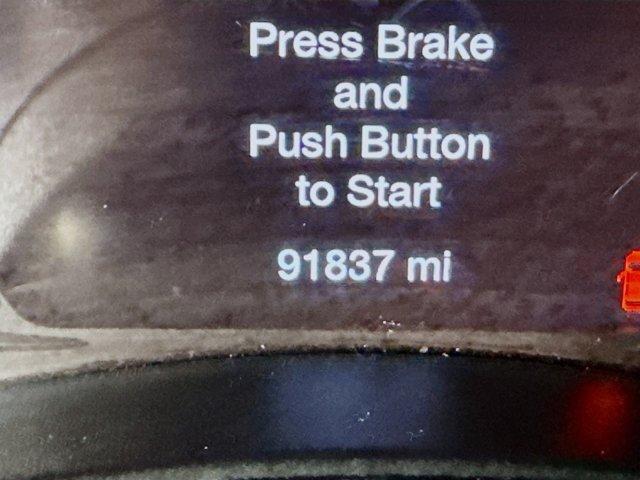 Press Brake
and
Push Button
to Start
91837 mi